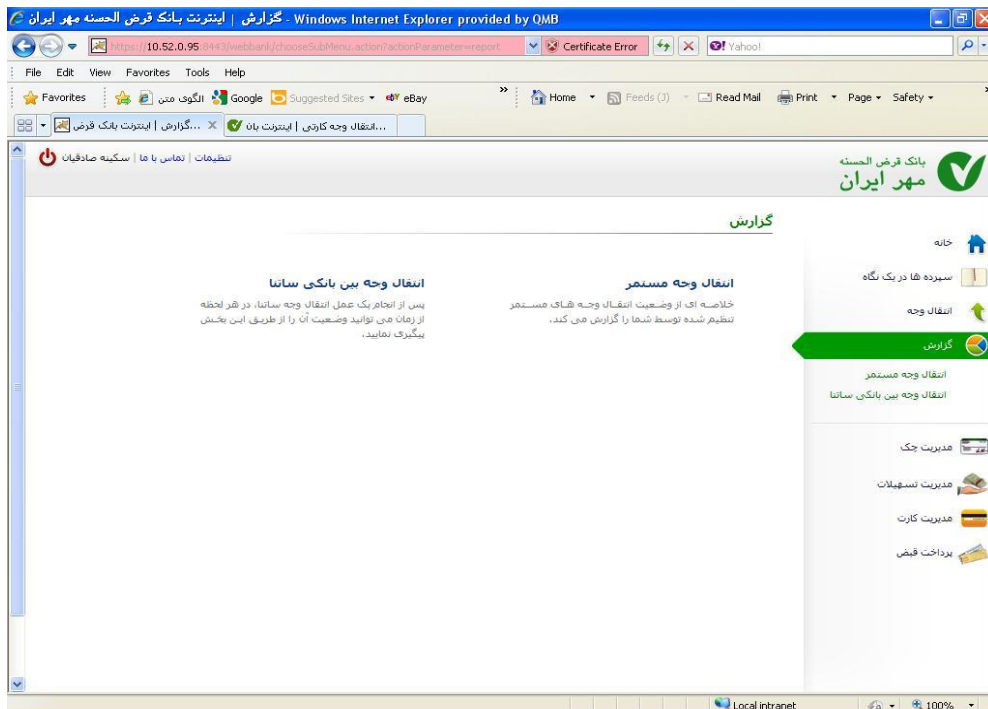 گزارش | اینترنت بانک قرض الحسنه مهر ایران - Windows Internet Explorer provided by QMB
https://10.52.0.95:8443/webbank/chooseSubMenu.action?actionParameter=report
Certificate Error
Yahoo!
File Edit View Favorites Tools Help
Favorites الگوی متنی Google Suggested Sites eBay » Home Feeds (J) Read Mail Print Page Safety
گزارش | اینترنت بانک قرض...
انتقال وجه کارتی | اینترنت بان...
بانک قرض الحسنه
مهر ایران
تنظیمات | تماس با ما | سکینه صادقیان
خانه
سپرده ها در یک نگاه
انتقال وجه
گزارش
انتقال وجه مستمر
انتقال وجه بین بانکی ساتنا
مدیریت چک
مدیریت تسهیلات
مدیریت کارت
پرداخت قبض
گزارش
انتقال وجه مستمر
خلاصه ای از وضعیت انتقال وجه های مستمر
تنظیم شده توسط شما را گزارش می کند.
انتقال وجه بین بانکی ساتنا
پس از انجام یک عمل انتقال وجه ساتنا، در هر لحظه
از زمان می توانید وضعیت آن را از طریق این بخش
پیگیری نمایید.
Local intranet
100%